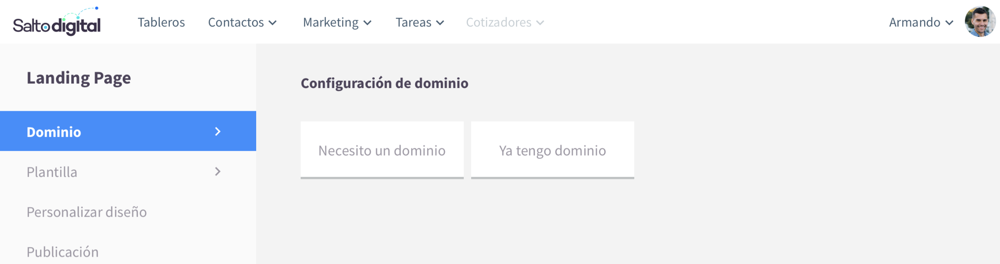 Saltodigital
Tableros
Contactos
Marketing
Tareas
Cotizadores
Armando
Landing Page
Dominio
Plantilla
Personalizar diseño
Publicación
Configuración de dominio
Necesito un dominio
Ya tengo dominio